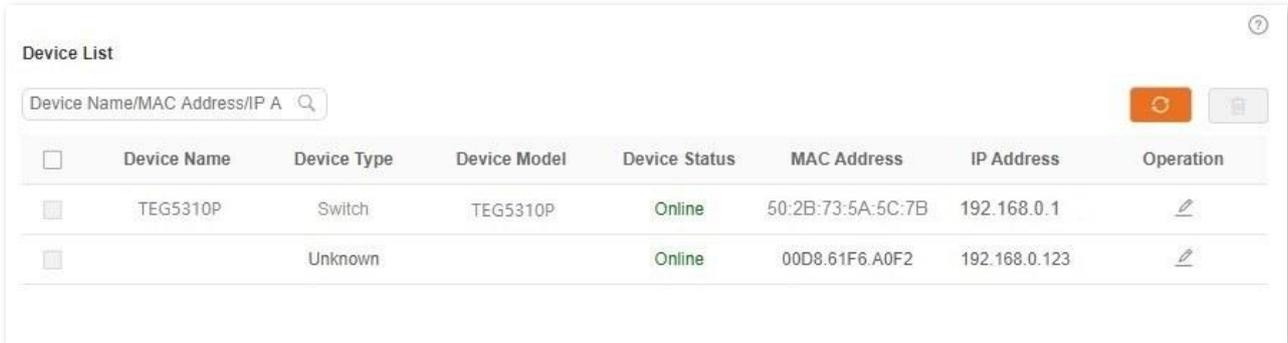 Device List
Device Name/MAC Address/IP A
Device Name Device Type Device Model Device Status MAC Address IP Address Operation
TEG5310P Switch TEG5310P Online 50:2B:73:5A:5C:7B 192.168.0.1
Unknown Online 00D8.61F6.A0F2 192.168.0.123